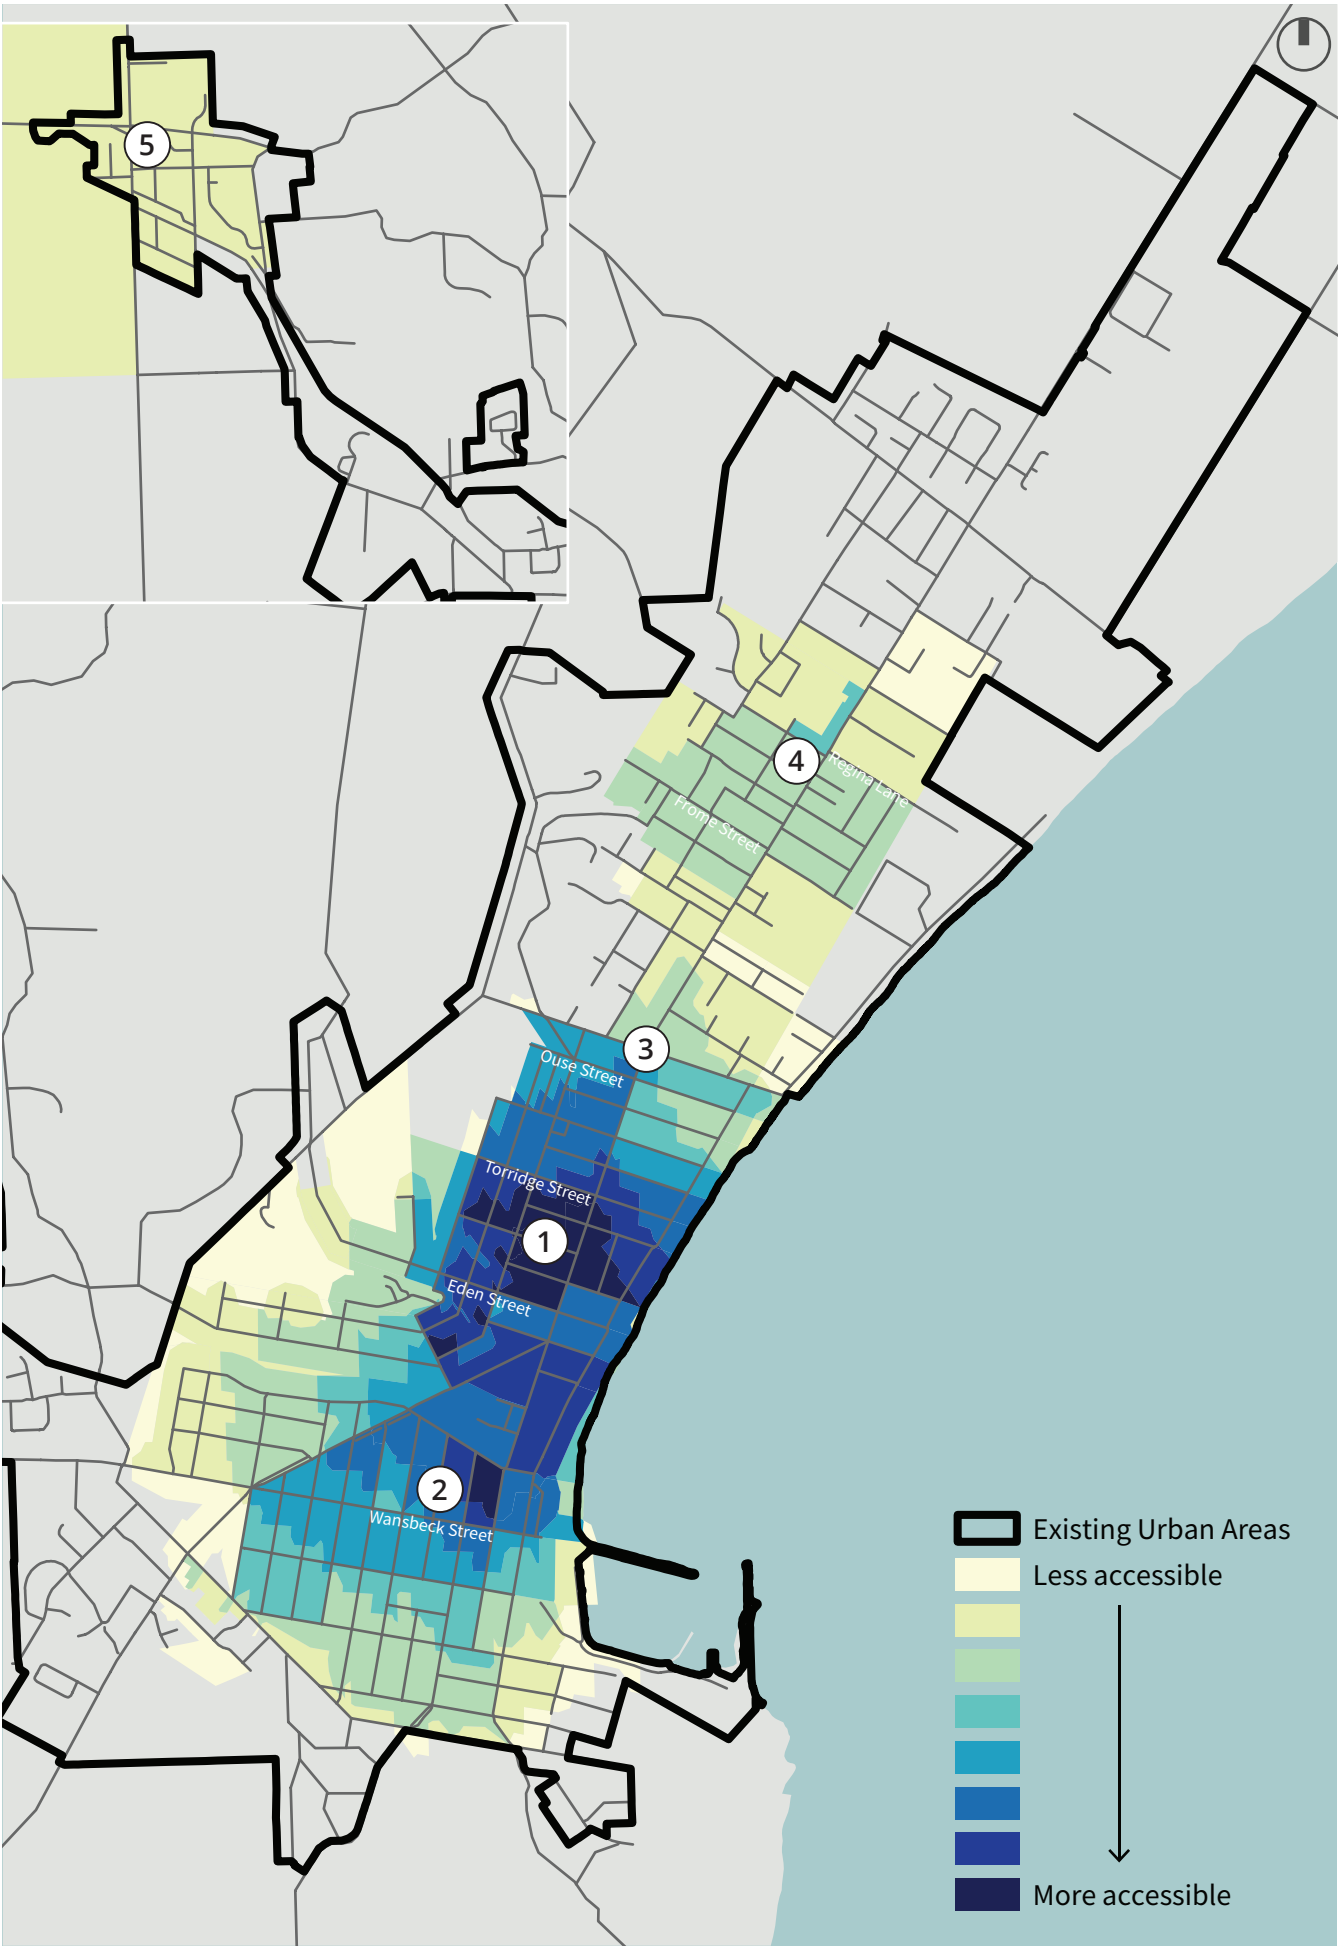 5
4
Regina Lane
Frome Street
3
Ouse Street
Torridge Street
1
Eden Street
2
Wansbeck Street
Existing Urban Areas
Less accessible
More accessible